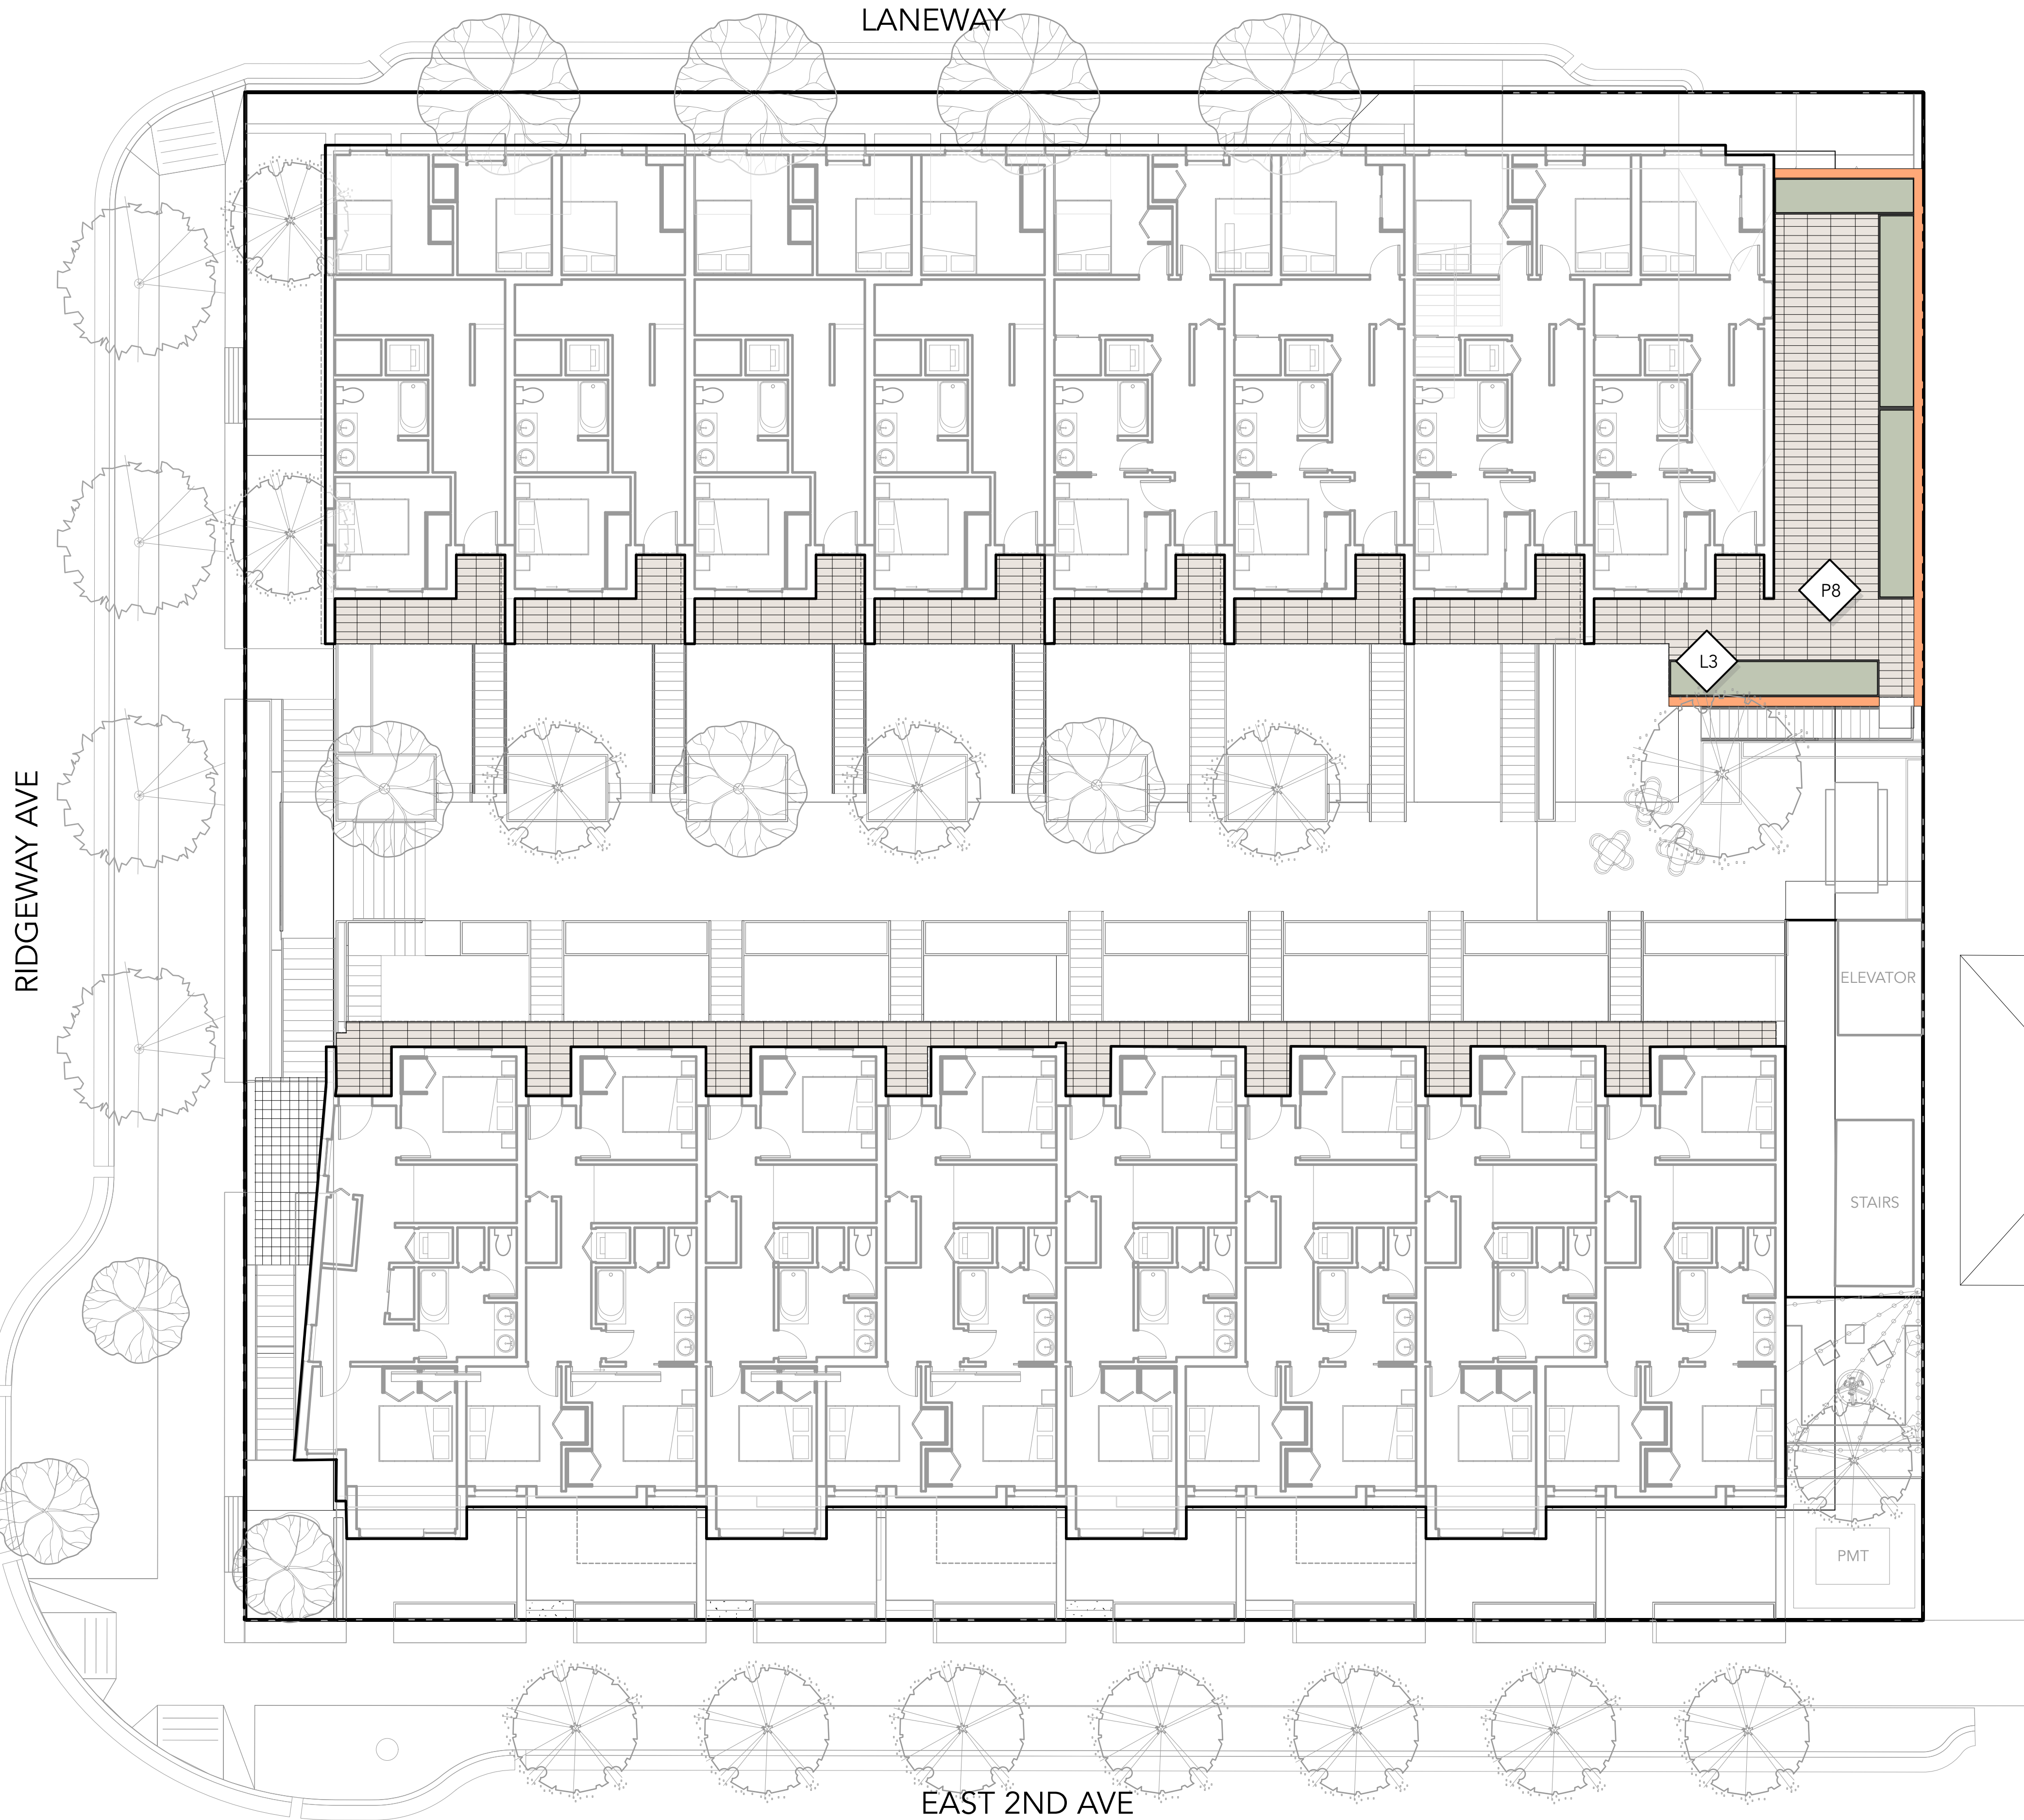 LANEWAY
P8
L3
RIDGEWAY AVE
ELEVATOR
STAIRS
PMT
EAST 2ND AVE